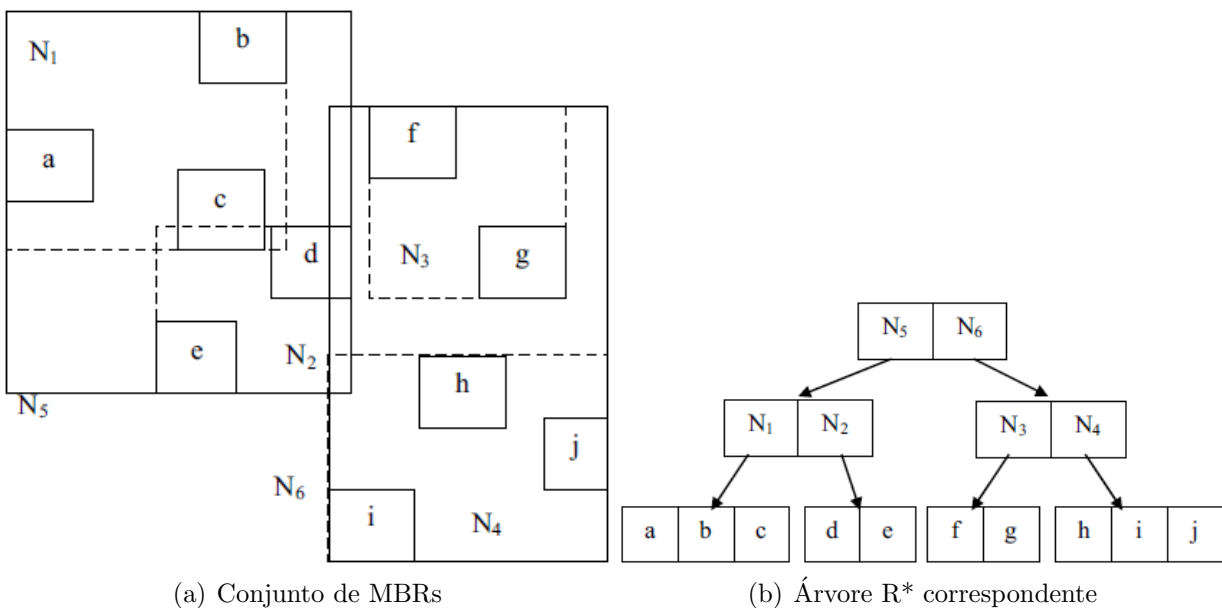 N₁
b
a
c
d
e
N₂
N₅
f
N₃
g
h
j
N₆
i
N₄
N₅ N₆
N₁ N₂
N₃ N₄
a b c
d e
f g
h i j
(a) Conjunto de MBRs
(b) Árvore R* correspondente